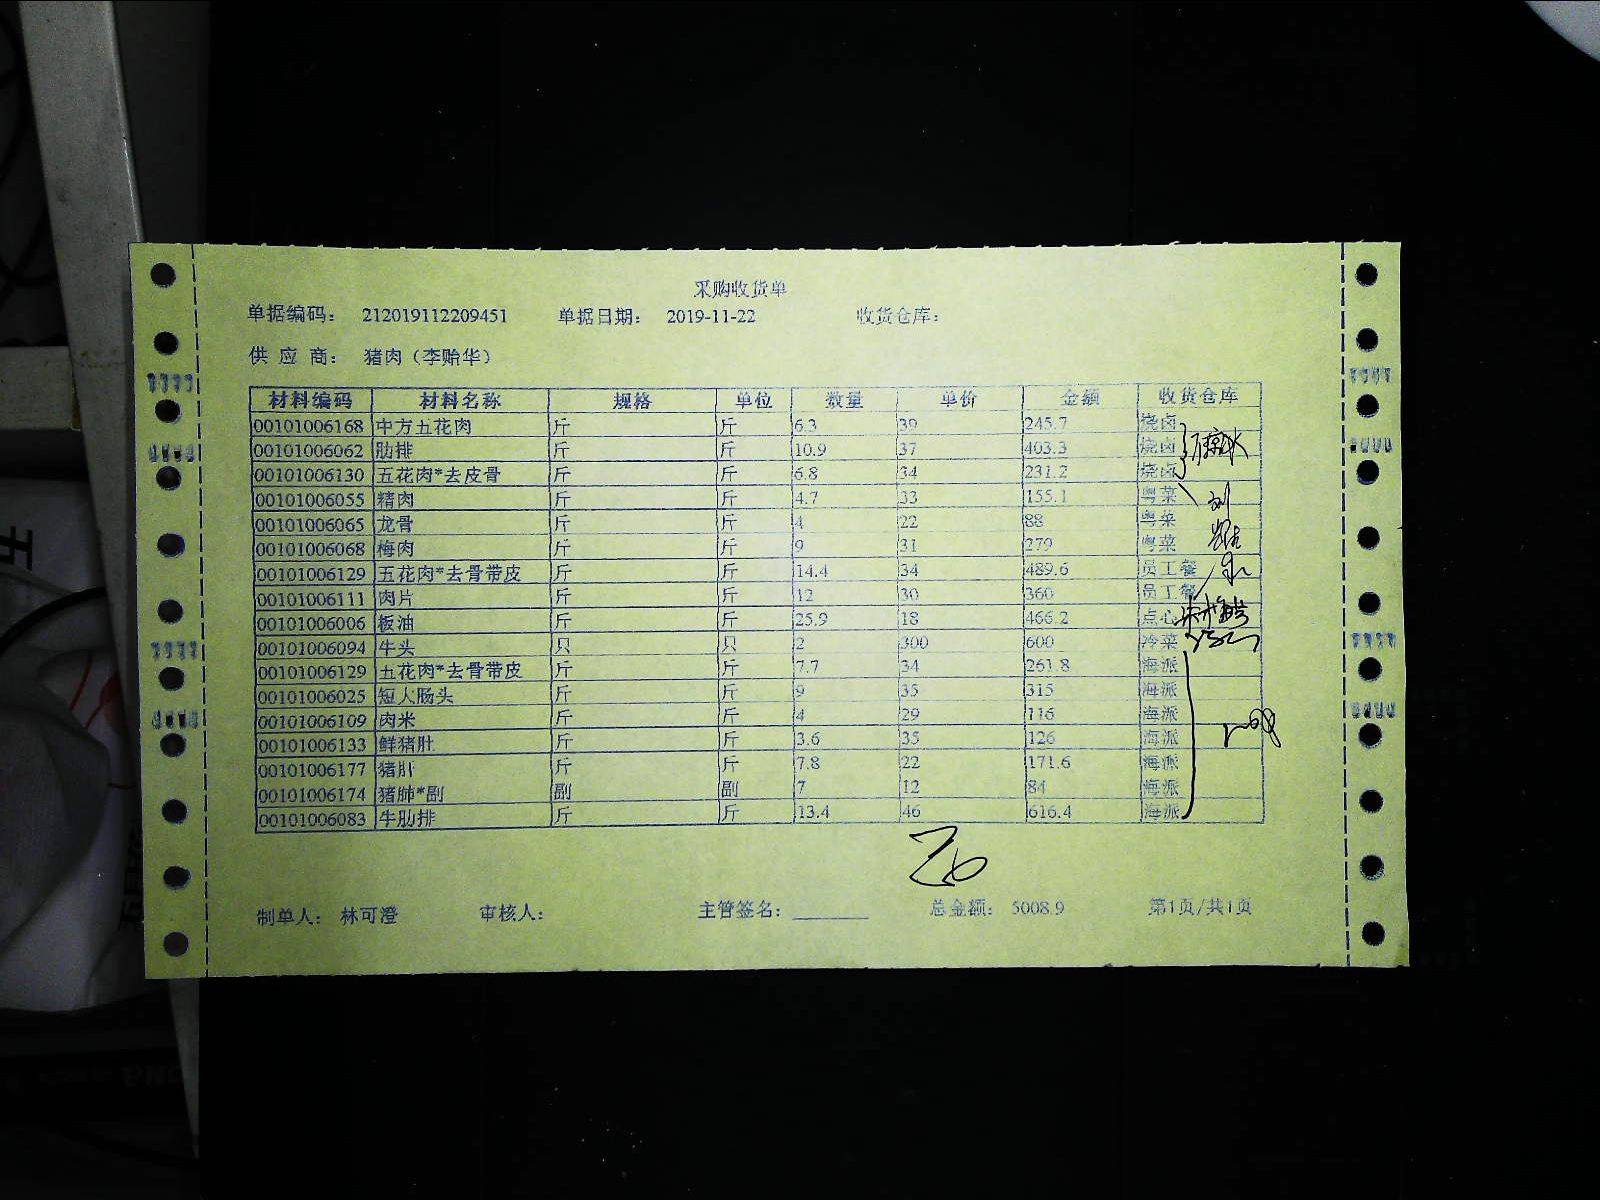 采购收货单
单据编码： 212019112209451 单据日期： 2019-11-22 收货仓库：
供 应 商： 猪肉（李贻华）
材料编码 材料名称 规格 单位 数量 单价 金额 收货仓库
00101006168 中方五花肉 斤 斤 6.3 39 245.7 烧卤
00101006062 肋排 斤 斤 10.9 37 403.3 烧卤
00101006130 五花肉*去皮骨 斤 斤 6.8 34 231.2 烧卤
00101006055 精肉 斤 斤 4.7 33 155.1 粤菜
00101006065 龙骨 斤 斤 4 22 88 粤菜
00101006068 梅肉 斤 斤 9 31 279 粤菜
00101006129 五花肉*去骨带皮 斤 斤 14.4 34 489.6 员工餐
00101006111 肉片 斤 斤 12 30 360 员工餐
00101006006 板油 斤 斤 25.9 18 466.2 点心
00101006094 牛头 只 只 2 300 600 冷菜
00101006129 五花肉*去骨带皮 斤 斤 7.7 34 261.8 海派
00101006025 短人肠头 斤 斤 9 35 315 海派
00101006109 肉米 斤 斤 4 29 116 海派
00101006133 鲜猪肚 斤 斤 3.6 35 126 海派
00101006177 猪肝 斤 斤 7.8 22 171.6 海派
00101006174 猪肺*副 副 副 7 12 84 海派
00101006083 牛肋排 斤 斤 13.4 46 616.4 海派
制单人： 林可澄 审核人： 主管签名： 总金额： 5008.9 第1页/共1页